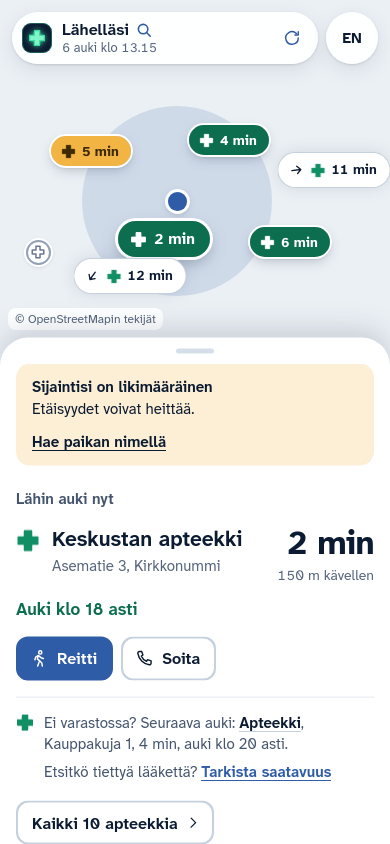 Lähelläsi
6 auki klo 13.15
EN
4 min
5 min
11 min
2 min
6 min
12 min
© OpenStreetMapin tekijät
Sijaintisi on likimääräinen
Etäisyydet voivat heittää.
Hae paikan nimellä
Lähin auki nyt
Keskustan apteekki
2 min
Asematie 3, Kirkkonummi
150 m kävellen
Auki klo 18 asti
Reitti
Soita
Ei varastossa? Seuraava auki: Apteekki,
Kauppakuja 1, 4 min, auki klo 20 asti.
Etsitkö tiettyä lääkettä? Tarkista saatavuus
Kaikki 10 apteekkia